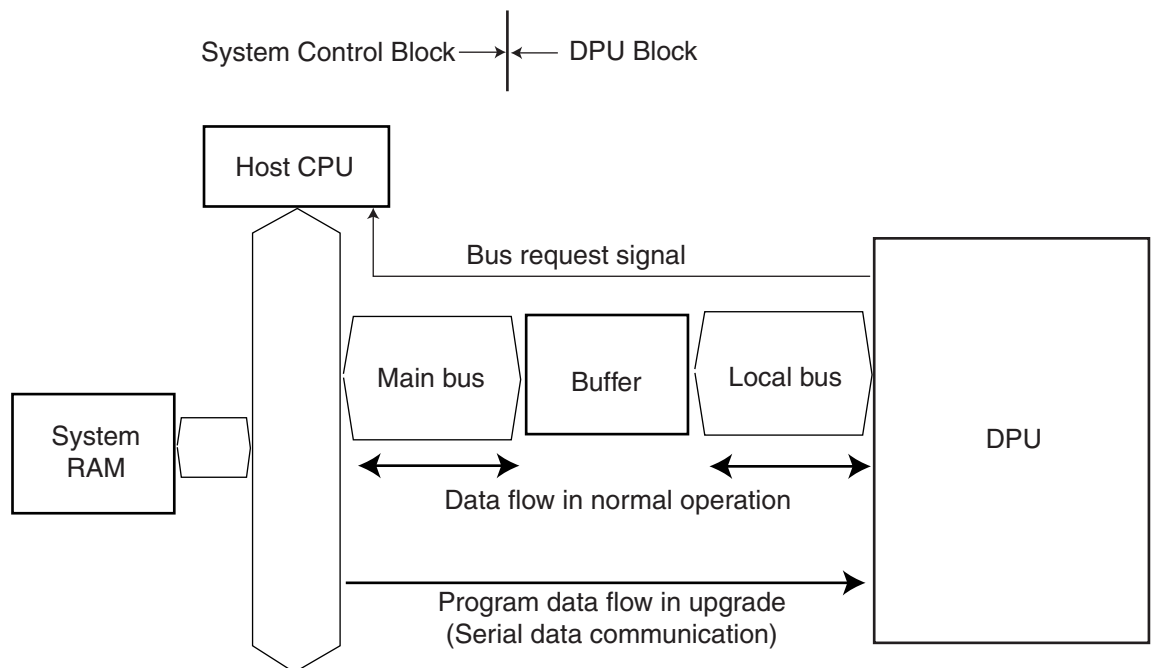 System Control Block
DPU Block
Host CPU
Bus request signal
Main bus
Buffer
Local bus
System
RAM
DPU
Data flow in normal operation
Program data flow in upgrade
(Serial data communication)